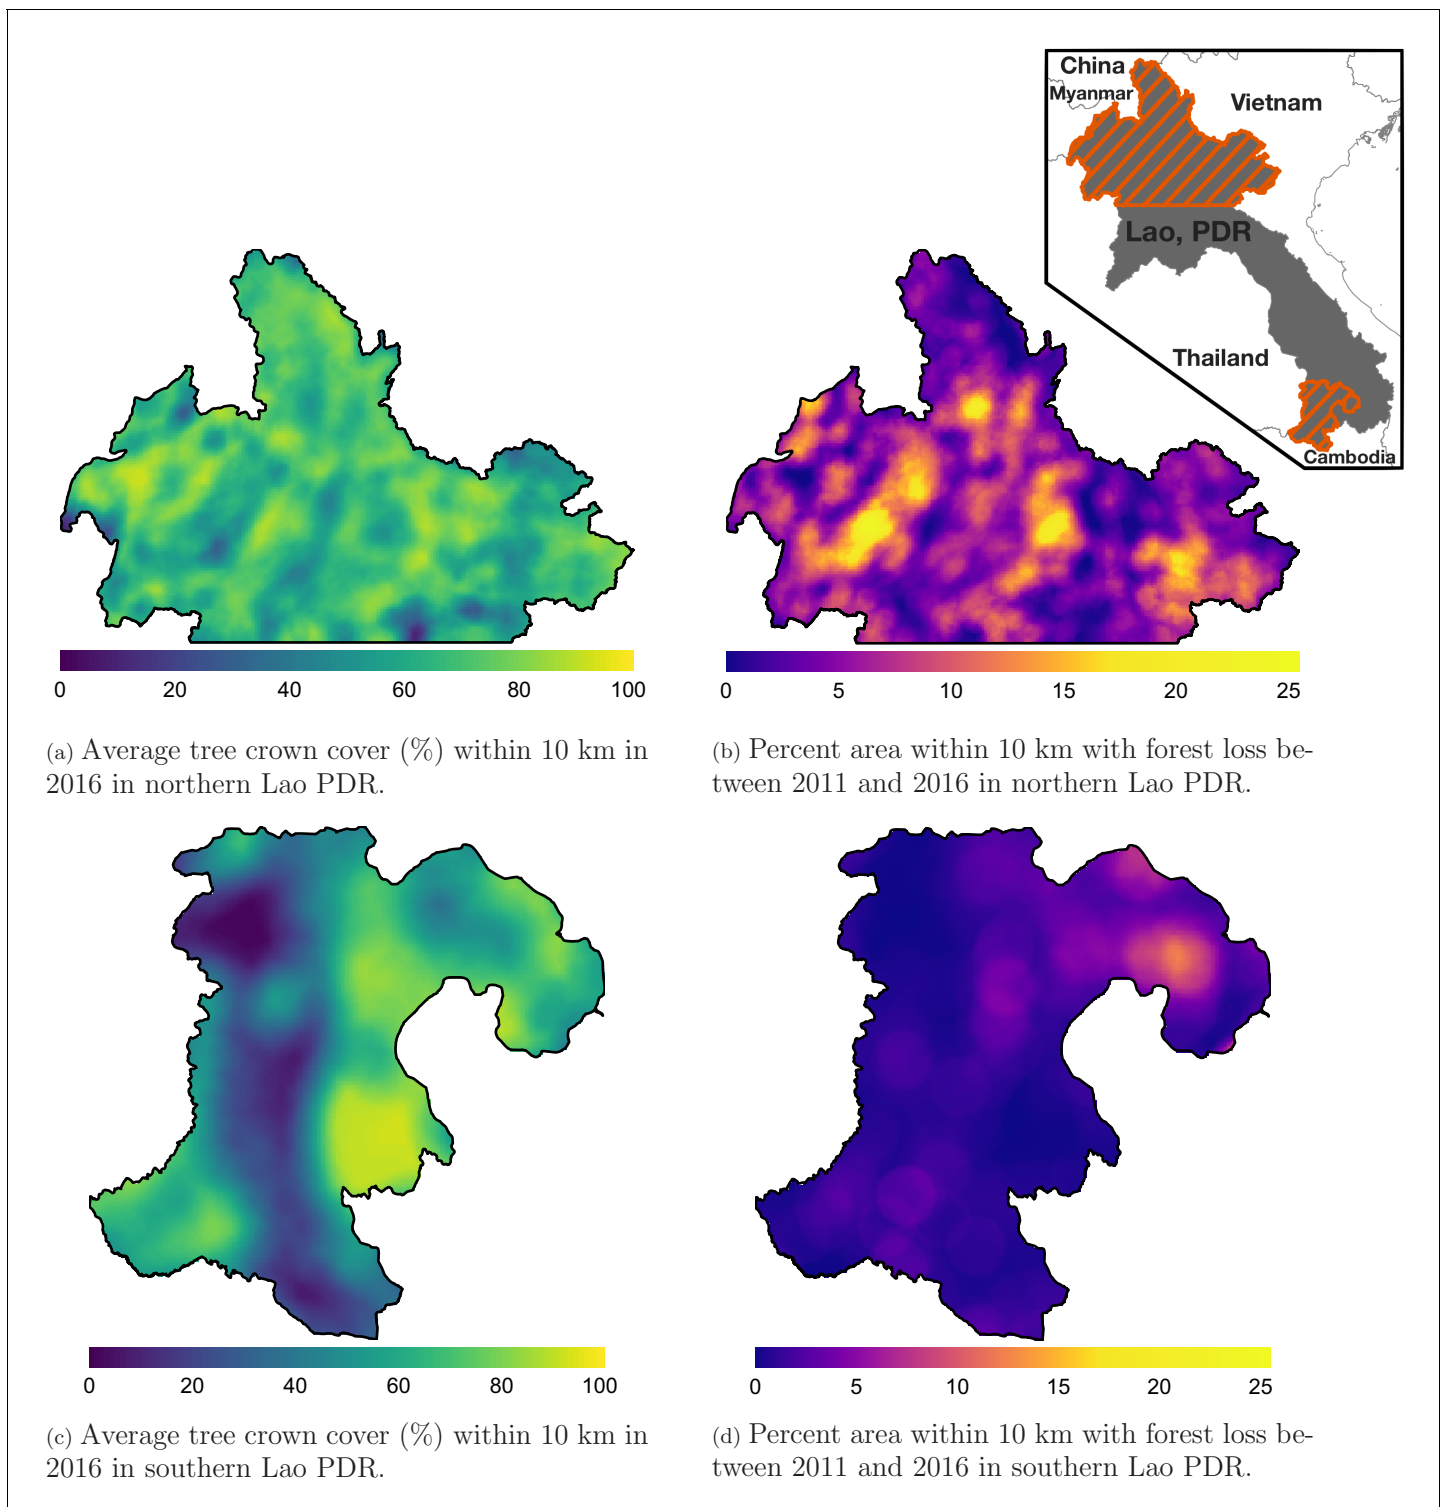 China
Myanmar
Vietnam
Lao, PDR
Thailand
Cambodia
0 20 40 60 80 100
0 5 10 15 20 25
(a) Average tree crown cover (%) within 10 km in
2016 in northern Lao PDR.
(b) Percent area within 10 km with forest loss be-
tween 2011 and 2016 in northern Lao PDR.
0 20 40 60 80 100
0 5 10 15 20 25
(c) Average tree crown cover (%) within 10 km in
2016 in southern Lao PDR.
(d) Percent area within 10 km with forest loss be-
tween 2011 and 2016 in southern Lao PDR.